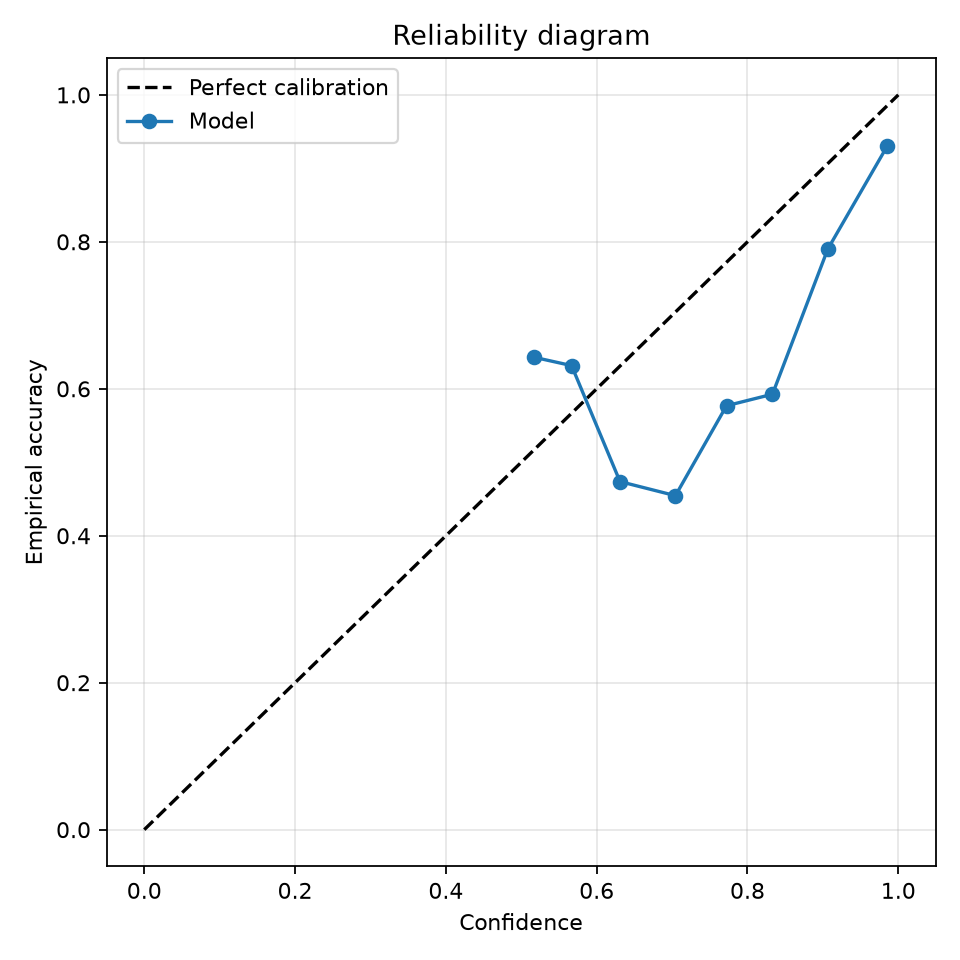 Reliability diagram
Perfect calibration
Model
1.0
0.8
0.6
0.4
0.2
0.0
Empirical accuracy
0.0 0.2 0.4 0.6 0.8 1.0
Confidence